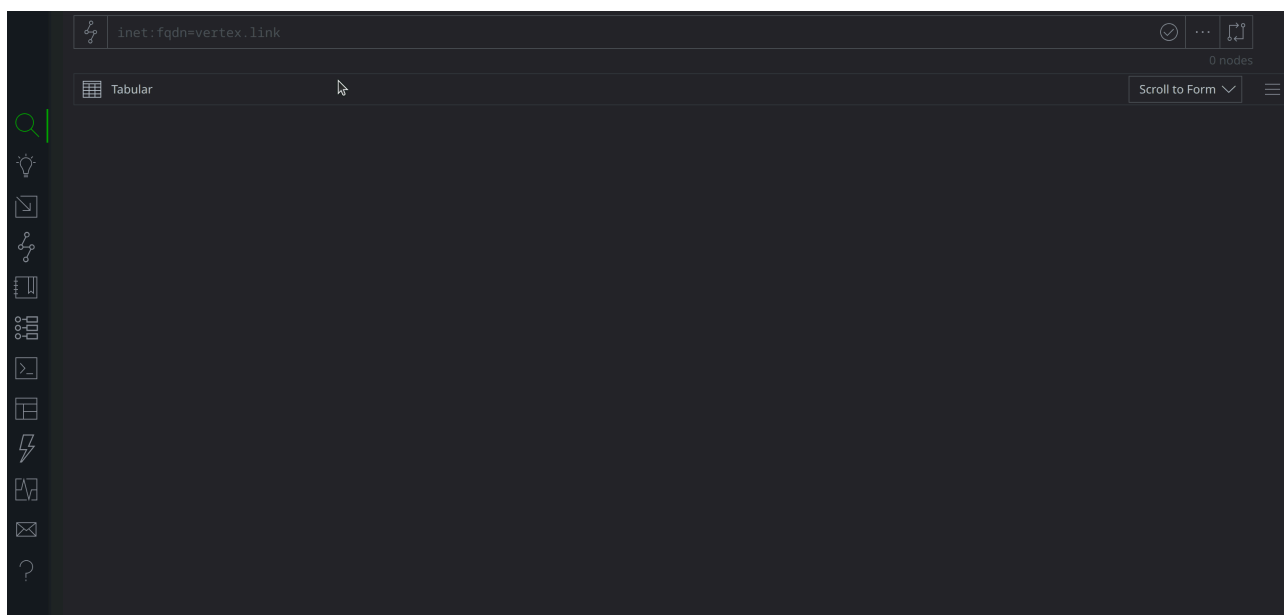 inet:fqdn=vertex.link
0 nodes
Tabular
Scroll to Form